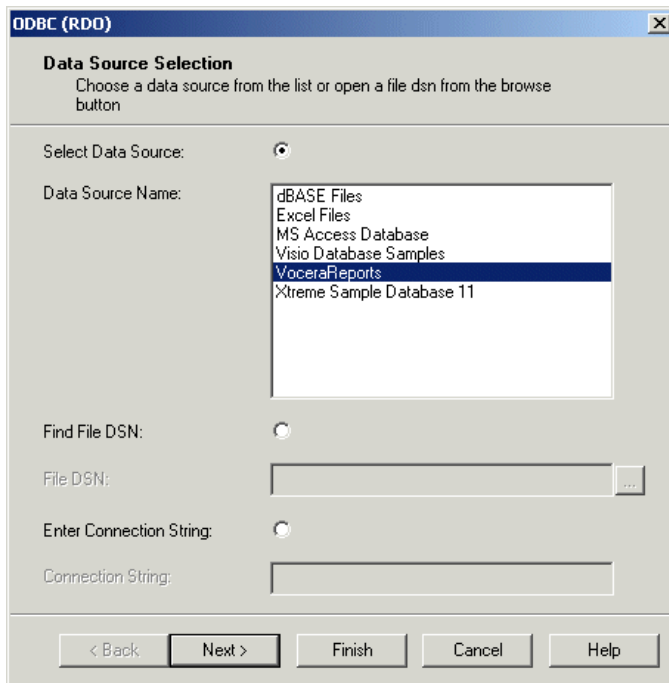 ODBC (RDO)
Data Source Selection
Choose a data source from the list or open a file dsn from the browse
button
Select Data Source:
Data Source Name:
dBASE Files
Excel Files
MS Access Database
Visio Database Samples
VoceraReports
Xtreme Sample Database 11
Find File DSN:
File DSN:
...
Enter Connection String:
Connection String:
< Back
Next >
Finish
Cancel
Help